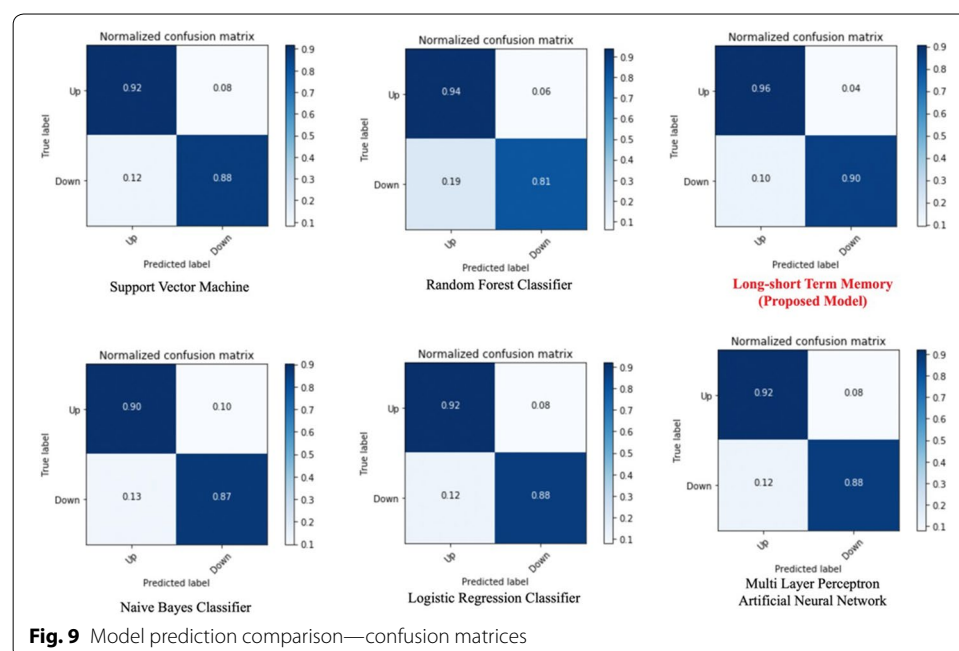 Normalized confusion matrix
0.9
0.8
0.7
0.6
0.5
0.4
0.3
0.2
0.1
True label
Up
Down
0.92
0.08
0.12
0.88
Up
Down
Predicted label
Support Vector Machine
Normalized confusion matrix
0.9
0.8
0.7
0.6
0.5
0.4
0.3
0.2
0.1
True label
Up
Down
0.94
0.06
0.19
0.81
Up
Down
Predicted label
Random Forest Classifier
Normalized confusion matrix
0.9
0.8
0.7
0.6
0.5
0.4
0.3
0.2
0.1
True label
Up
Down
0.96
0.04
0.10
0.90
Up
Down
Predicted label
Long-short Term Memory
(Proposed Model)
Normalized confusion matrix
0.9
0.8
0.7
0.6
0.5
0.4
0.3
0.2
0.1
True label
Up
Down
0.90
0.10
0.13
0.87
Up
Down
Predicted label
Naive Bayes Classifier
Normalized confusion matrix
0.9
0.8
0.7
0.6
0.5
0.4
0.3
0.2
0.1
True label
Up
Down
0.92
0.08
0.12
0.88
Up
Down
Predicted label
Logistic Regression Classifier
Normalized confusion matrix
0.9
0.8
0.7
0.6
0.5
0.4
0.3
0.2
0.1
True label
Up
Down
0.92
0.08
0.12
0.88
Up
Down
Predicted label
Multi Layer Perceptron
Artificial Neural Network
Fig. 9 Model prediction comparison—confusion matrices